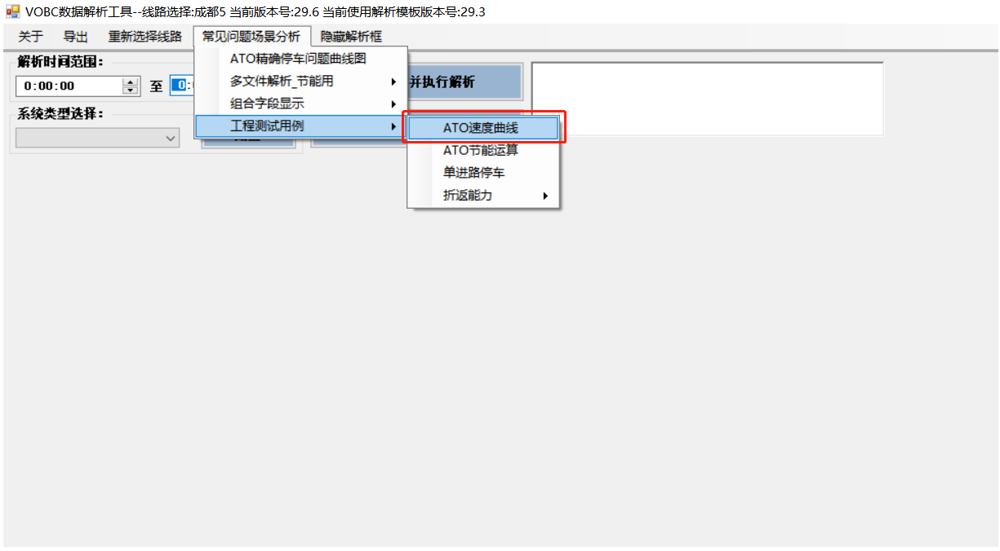 VOBC数据解析工具--线路选择:成都5 当前版本号:29.6 当前使用解析模板版本号:29.3
关于 导出 重新选择线路 常见问题场景分析 隐藏解析框
解析时间范围:
ATO精确停车问题曲线图
0:00:00 至 0: 多文件解析_节能用 并执行解析
组合字段显示
系统类型选择:
工程测试用例 ATO速度曲线
ATO节能运算
单进路停车
折返能力